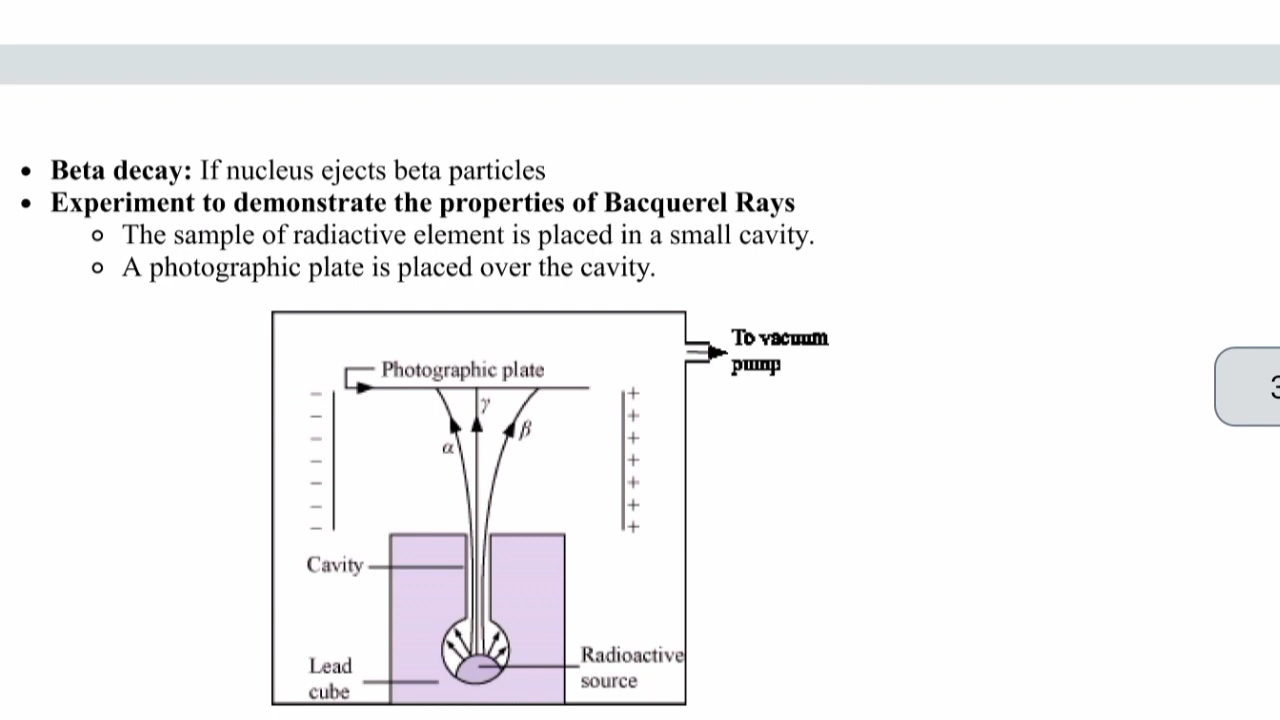 Beta decay: If nucleus ejects beta particles
Experiment to demonstrate the properties of Bacquerel Rays
The sample of radiactive element is placed in a small cavity.
A photographic plate is placed over the cavity.
To vacuum
pump
Photographic plate
γ
β
α
Cavity
Radioactive
source
Lead
cube
3